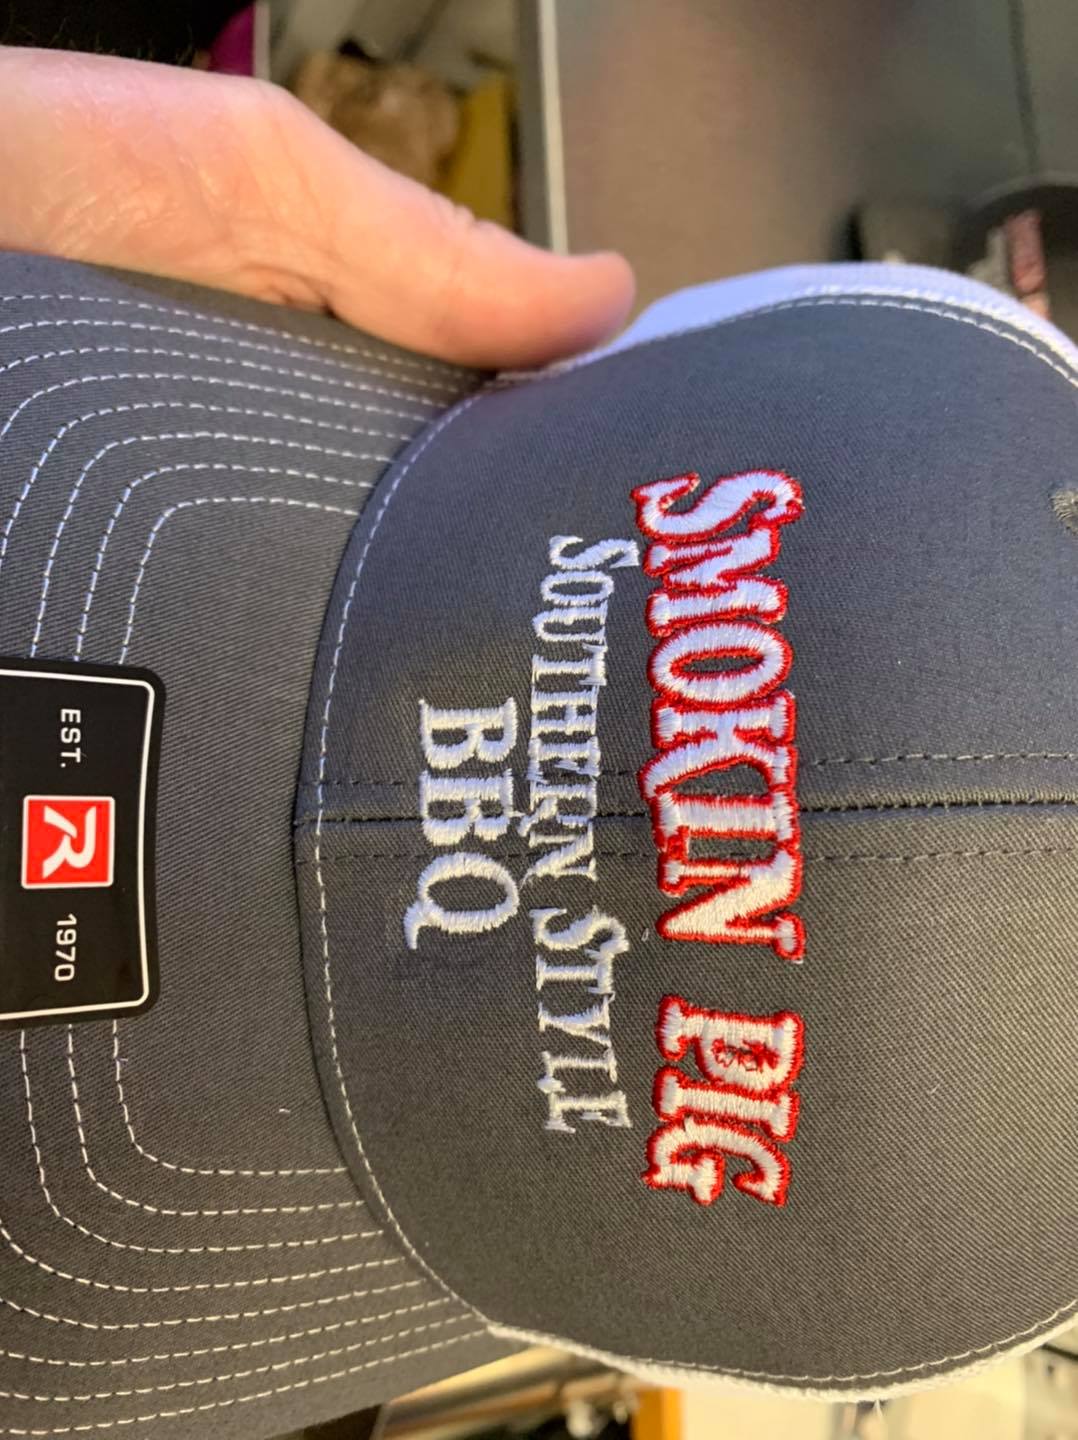 SMOKIN PIG
SOUTHERN STYLE
BBQ
EST. R 1970